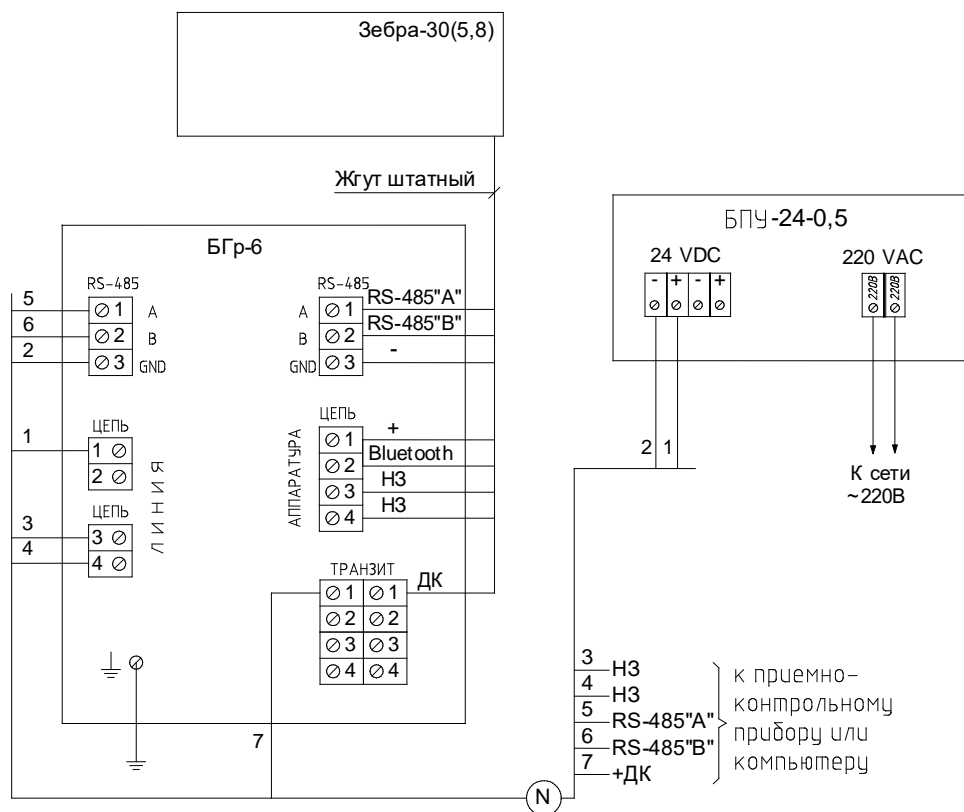 Зебра-30(5,8)
Жгут штатный
БГр-6
RS-485
5
1
A
6
2
B
2
3
GND
ЦЕПЬ
1
1
2
ЛИНИЯ
ЦЕПЬ
3
3
4
4
RS-485
A
1
RS-485"A"
B
2
RS-485"B"
GND
3
-
АППАРАТУРА
ЦЕПЬ
1
+
2
Bluetooth
3
НЗ
4
НЗ
ТРАНЗИТ
1 1
ДК
2 2
3 3
4 4
7
N
БПУ-24-0,5
24 VDC
- + - +
220 VAC
220В 220В
2 1
К сети
~220В
3
НЗ
4
НЗ
5
RS-485"A"
6
RS-485"B"
7
+ДК
к приемно-
контрольному
прибору или
компьютеру